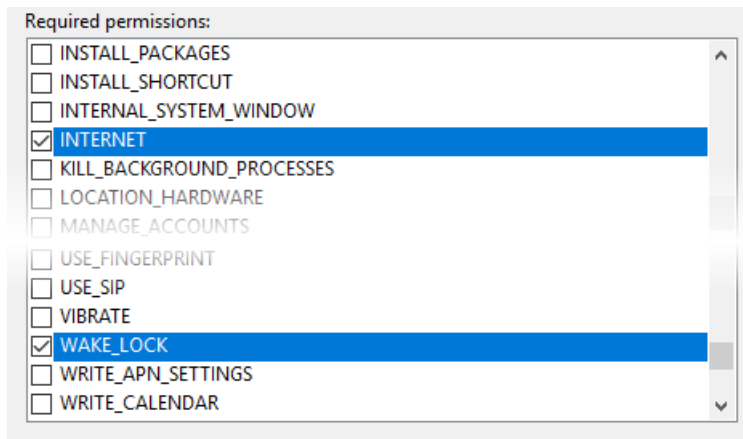 Required permissions:
INSTALL_PACKAGES
INSTALL_SHORTCUT
INTERNAL_SYSTEM_WINDOW
INTERNET
KILL_BACKGROUND_PROCESSES
LOCATION_HARDWARE
MANAGE_ACCOUNTS
USE_FINGERPRINT
USE_SIP
VIBRATE
WAKE_LOCK
WRITE_APN_SETTINGS
WRITE_CALENDAR